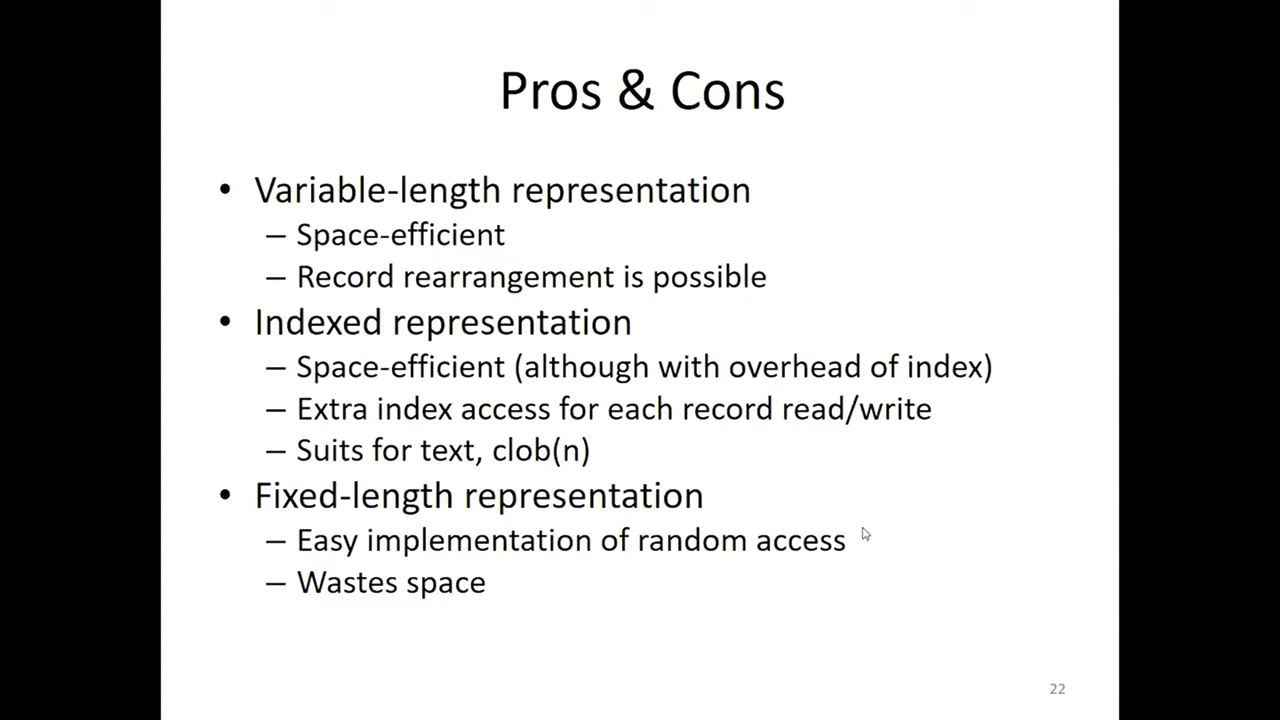 Pros & Cons
• Variable-length representation
– Space-efficient
– Record rearrangement is possible
• Indexed representation
– Space-efficient (although with overhead of index)
– Extra index access for each record read/write
– Suits for text, clob(n)
• Fixed-length representation
– Easy implementation of random access
– Wastes space
22